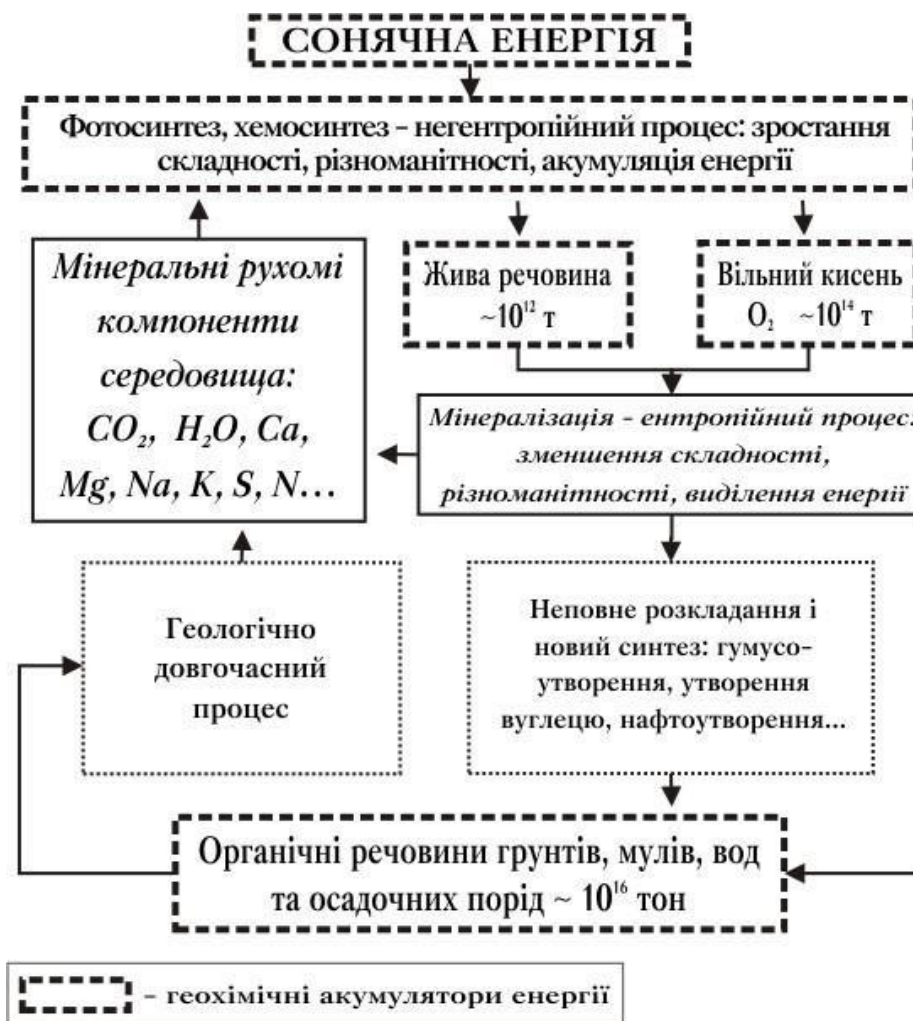 СОНЯЧНА ЕНЕРГІЯ
Фотосинтез, хемосинтез – негентропійний процес: зростання
складності, різноманітності, акумуляція енергії
Мінеральні рухомі
компоненти
середовища:
CO₂, H₂O, Ca,
Mg, Na, K, S, N...
Жива речовина
~10¹² т
Вільний кисень
O₂ ~10¹⁴ т
Мінералізація - ентропійний процес:
зменшення складності,
різноманітності, виділення енергії
Геологічно
довгочасний
процес
Неповне розкладання і
новий синтез: гумусо-
утворення, утворення
вуглецю, нафтоутворення...
Органічні речовини грунтів, мулів, вод
та осадочних порід ~ 10¹⁶ тон
– геохімічні акумулятори енергії